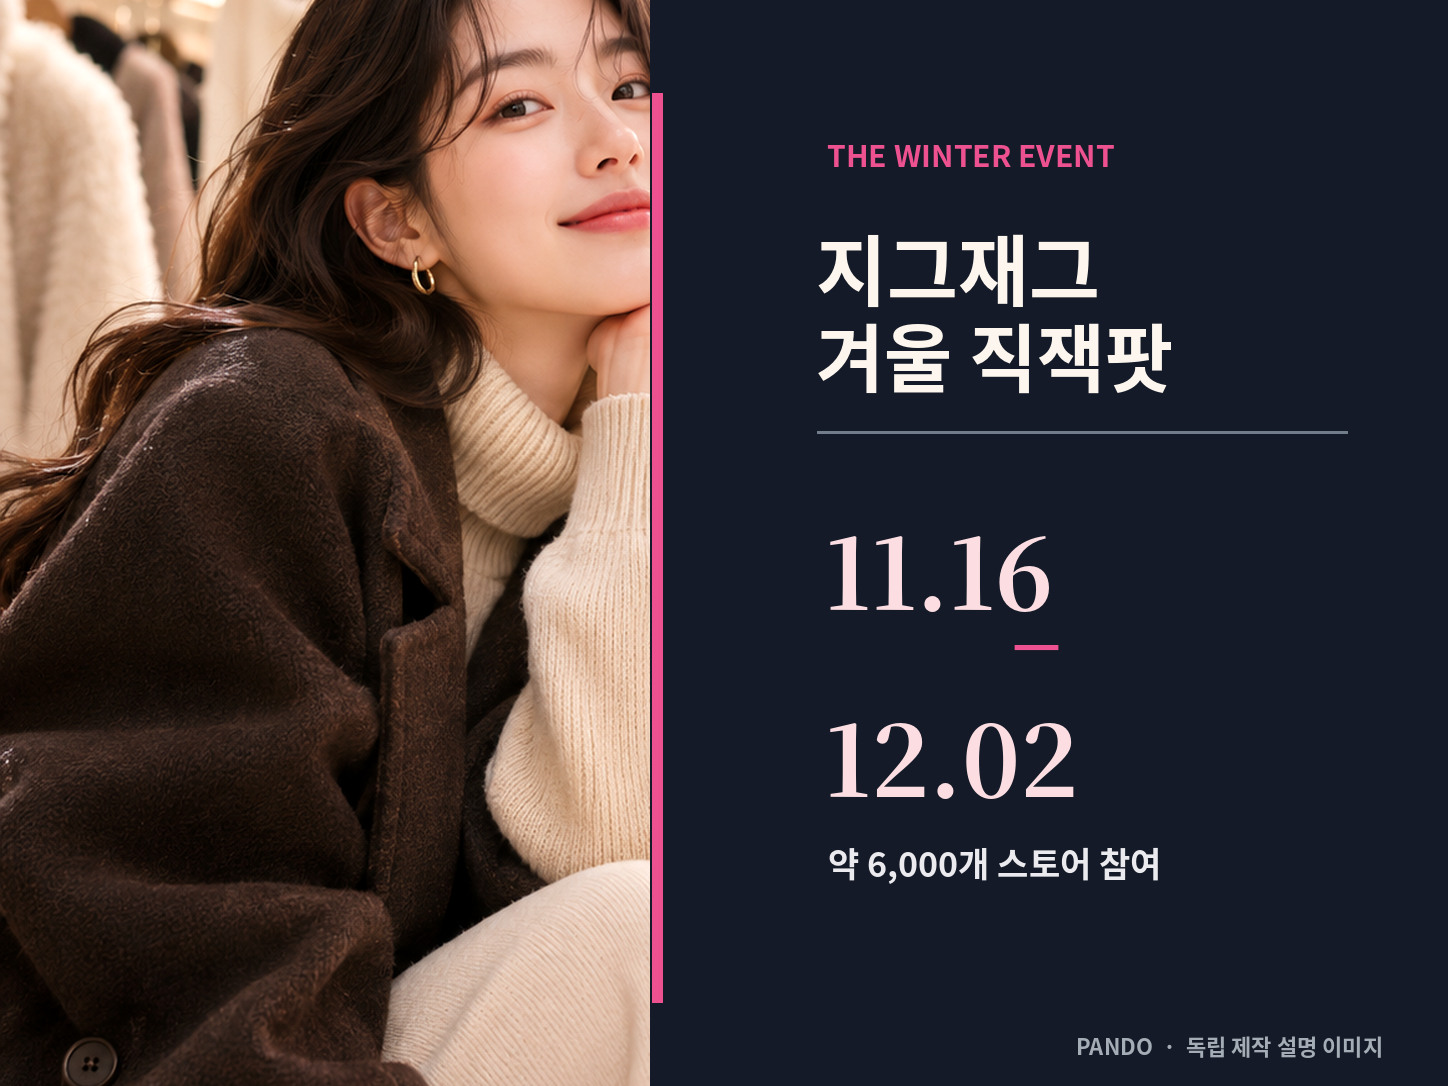 THE WINTER EVENT
지그재그
겨울 직잭팟
11.16
—
12.02
약 6,000개 스토어 참여
PANDO · 독립 제작 설명 이미지